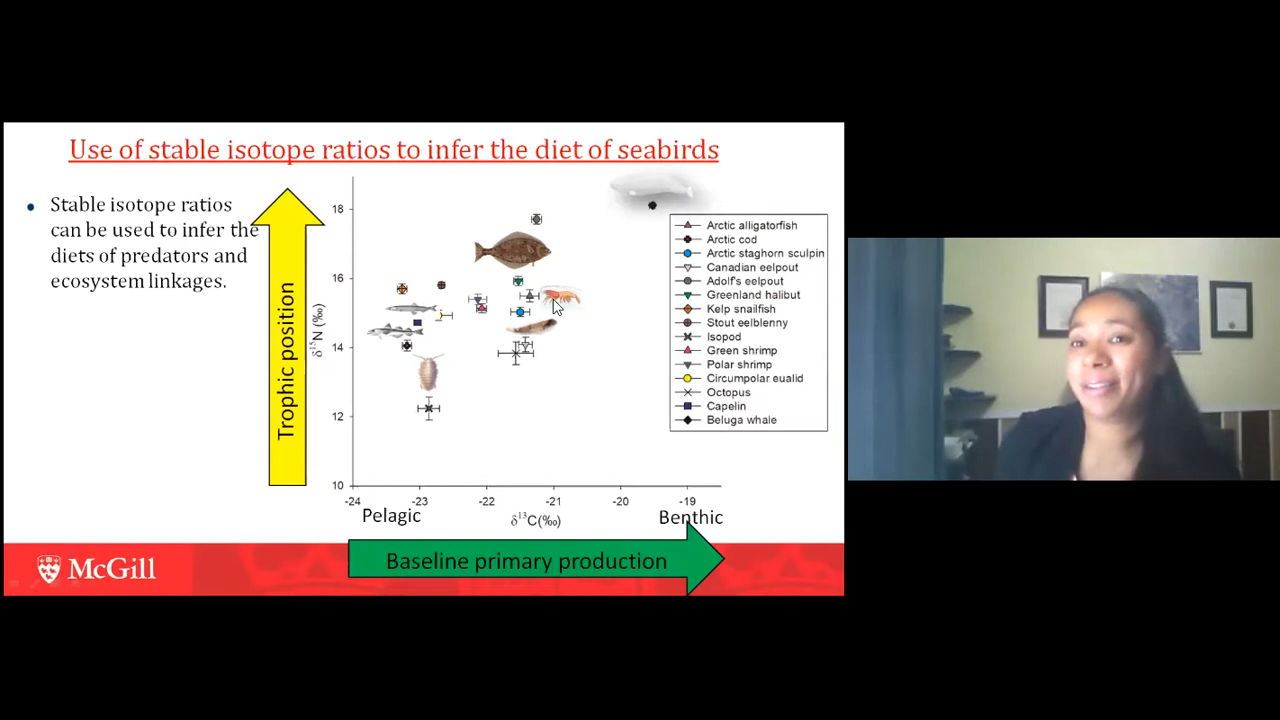 Use of stable isotope ratios to infer the diet of seabirds
• Stable isotope ratios
can be used to infer the
diets of predators and
ecosystem linkages.
Trophic position
δ15N (‰)
18
16
14
12
10
-24 -23 -22 -21 -20 -19
Pelagic
δ13C(‰)
Benthic
Arctic alligatorfish
Arctic cod
Arctic staghorn sculpin
Canadian eelpout
Adolf's eelpout
Greenland halibut
Kelp snailfish
Stout eelblenny
Isopod
Green shrimp
Polar shrimp
Circumpolar eualid
Octopus
Capelin
Beluga whale
Baseline primary production
McGill